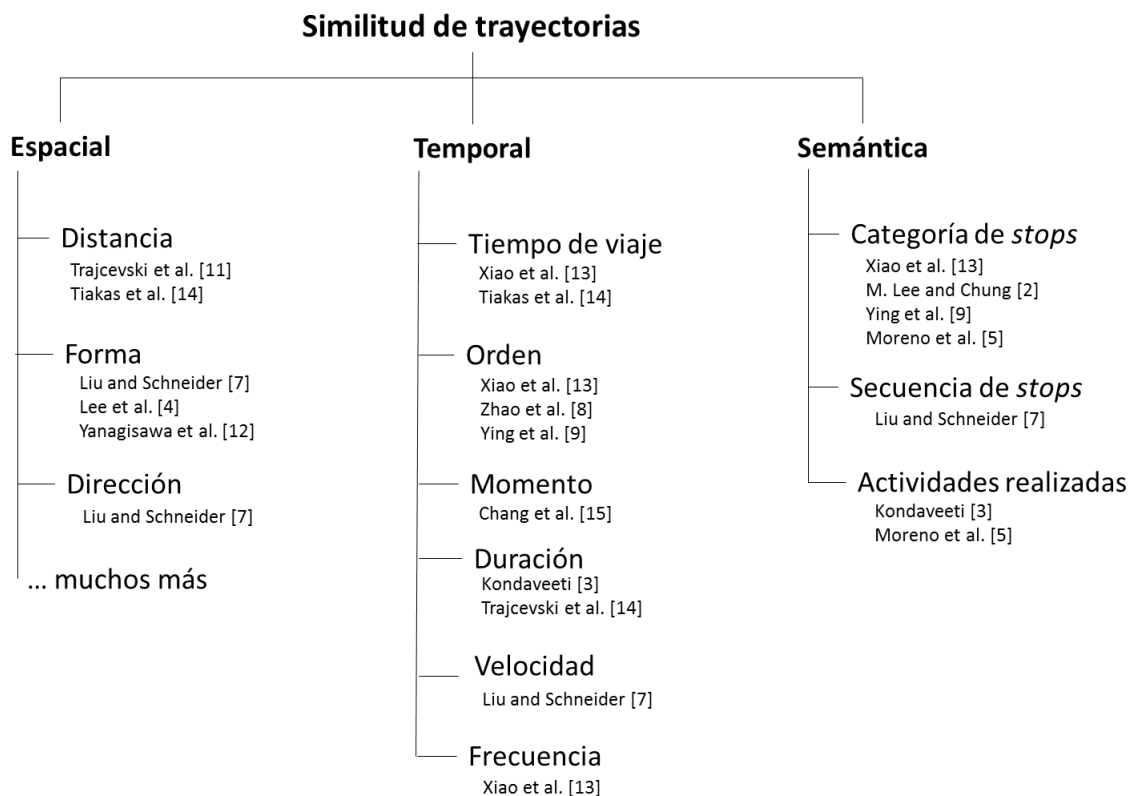 Similitud de trayectorias
Espacial
Distancia
Trajcevski et al. [11]
Tiakas et al. [14]
Forma
Liu and Schneider [7]
Lee et al. [4]
Yanagisawa et al. [12]
Dirección
Liu and Schneider [7]
... muchos más
Temporal
Tiempo de viaje
Xiao et al. [13]
Tiakas et al. [14]
Orden
Xiao et al. [13]
Zhao et al. [8]
Ying et al. [9]
Momento
Chang et al. [15]
Duración
Kondaveeti [3]
Trajcevski et al. [14]
Velocidad
Liu and Schneider [7]
Frecuencia
Xiao et al. [13]
Semántica
Categoría de stops
Xiao et al. [13]
M. Lee and Chung [2]
Ying et al. [9]
Moreno et al. [5]
Secuencia de stops
Liu and Schneider [7]
Actividades realizadas
Kondaveeti [3]
Moreno et al. [5]